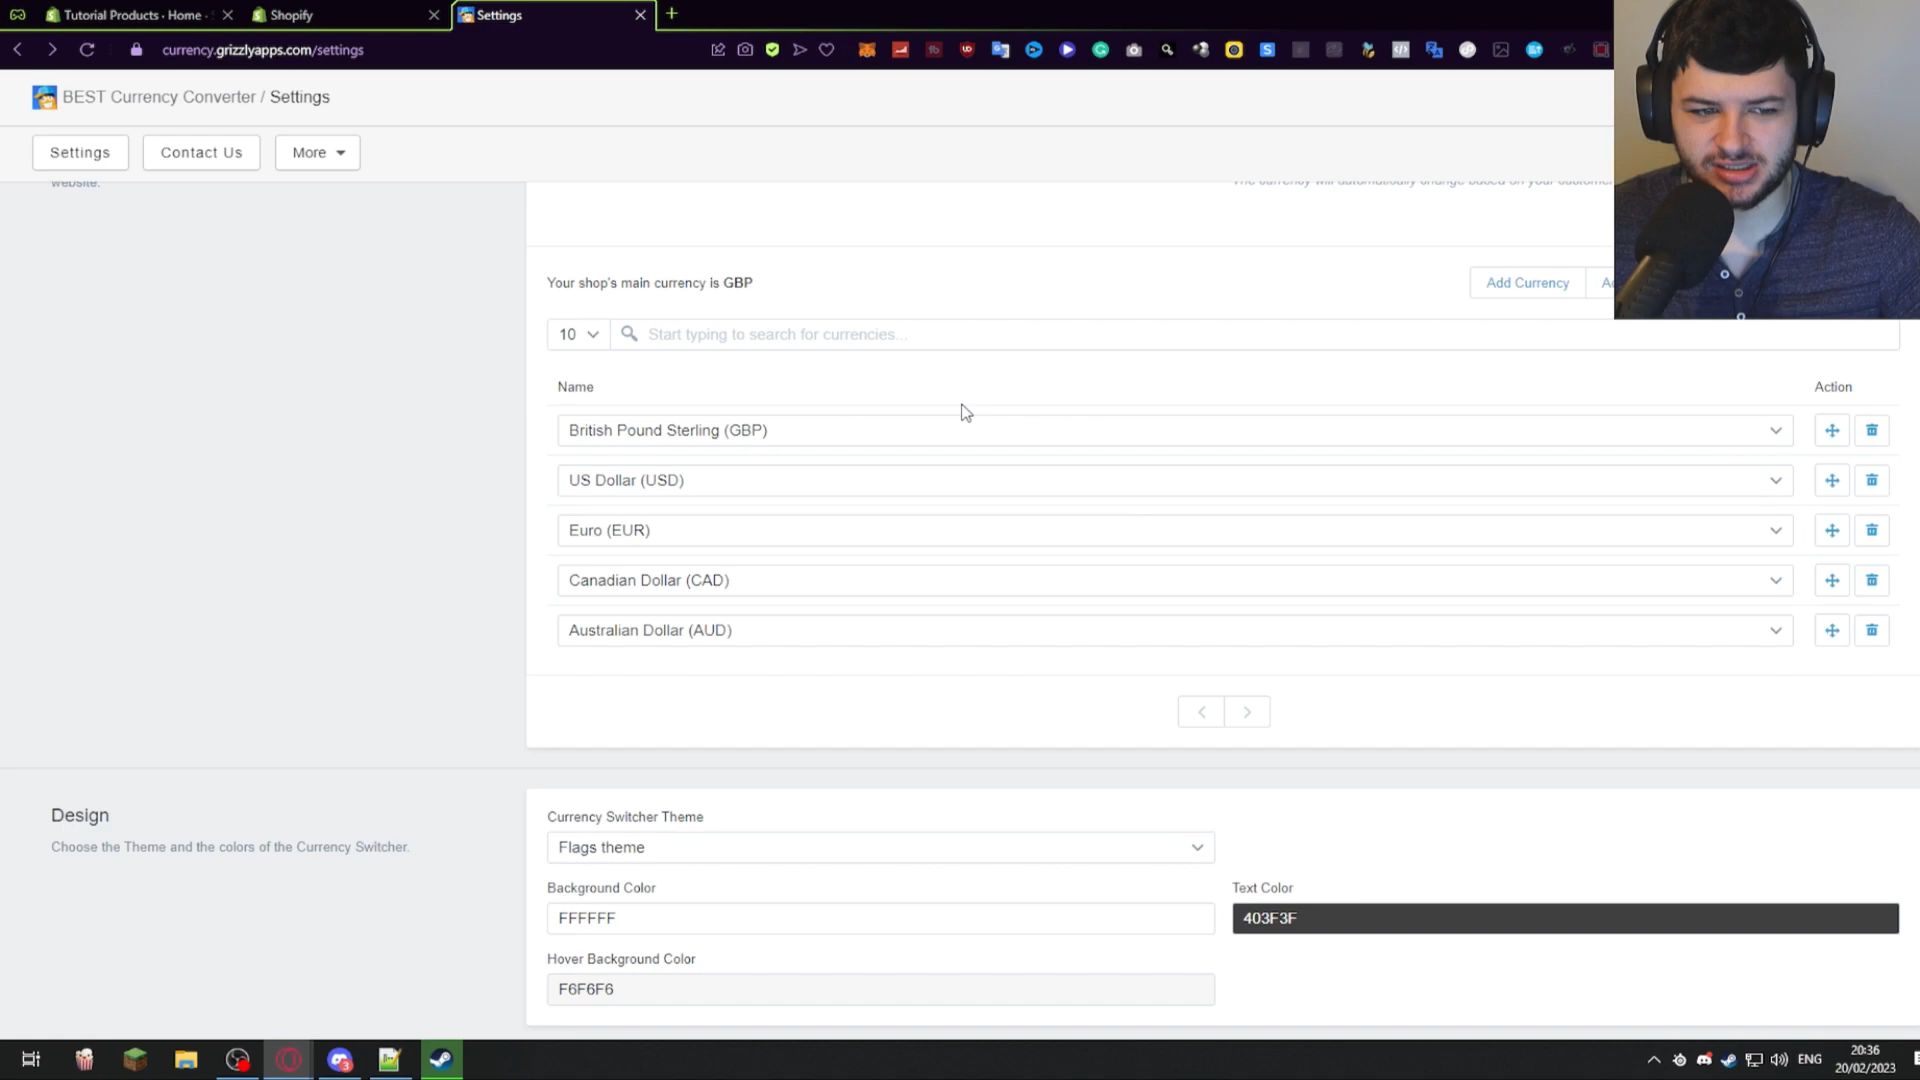 Tutorial Products · Home ·
Shopify
Settings
currency.grizzlyapps.com/settings
BEST Currency Converter / Settings
Settings
Contact Us
More
website.
The currency will automatically change based on your customer
Your shop's main currency is GBP
Add Currency
10
Start typing to search for currencies...
Name
Action
British Pound Sterling (GBP)
US Dollar (USD)
Euro (EUR)
Canadian Dollar (CAD)
Australian Dollar (AUD)
Design
Choose the Theme and the colors of the Currency Switcher.
Currency Switcher Theme
Flags theme
Background Color
Text Color
FFFFFF
403F3F
Hover Background Color
F6F6F6
ENG
20:36
20/02/2023